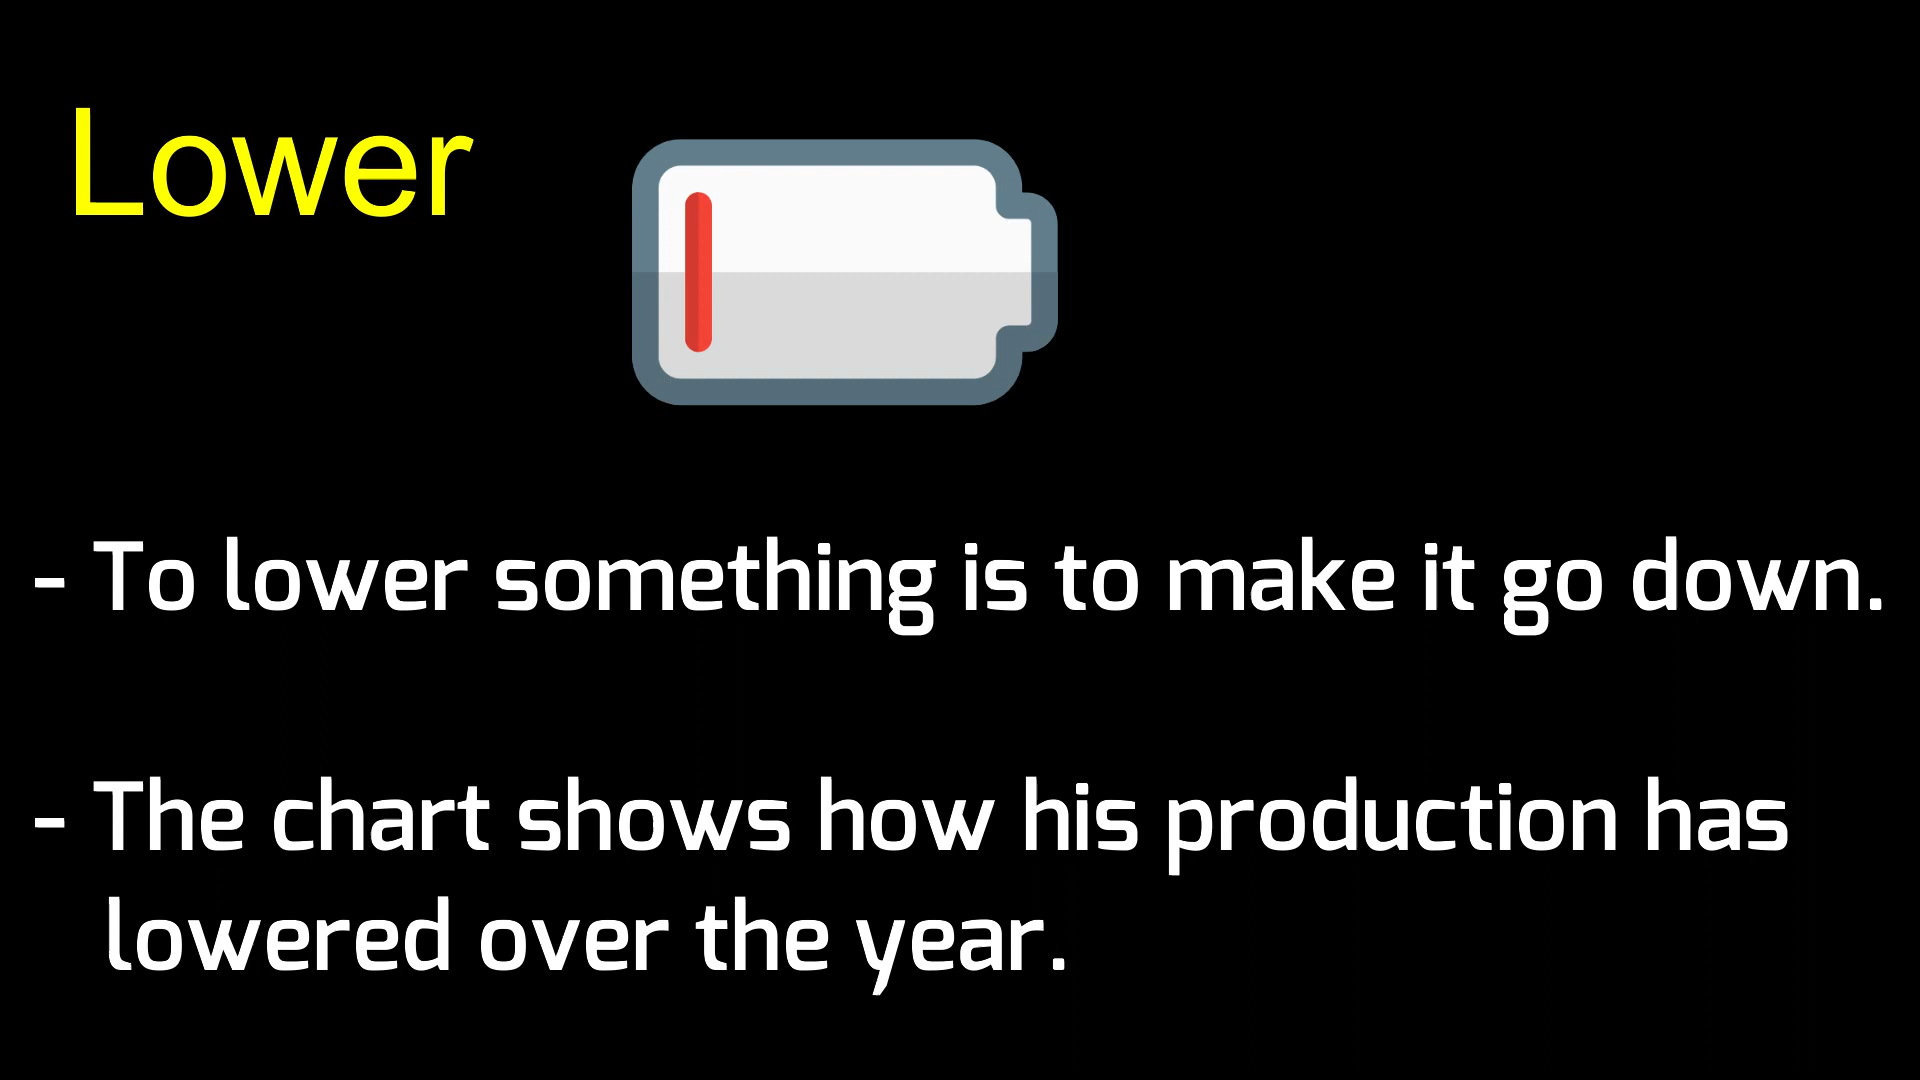 Lower
- To lower something is to make it go down.
- The chart shows how his production has
lowered over the year.